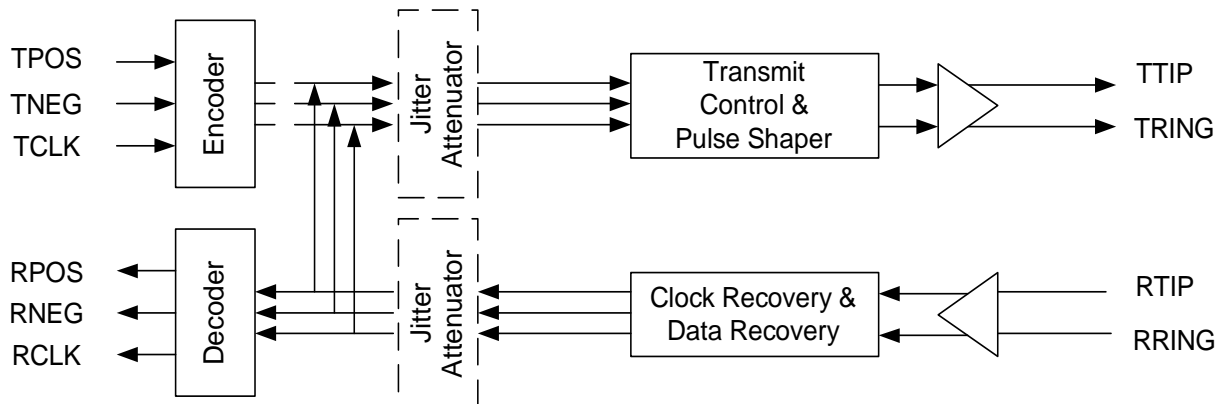 TPOS
TNEG
TCLK
Encoder
Jitter
Attenuator
Transmit
Control &
Pulse Shaper
TTIP
TRING
RPOS
RNEG
RCLK
Decoder
Jitter
Attenuator
Clock Recovery &
Data Recovery
RTIP
RRING